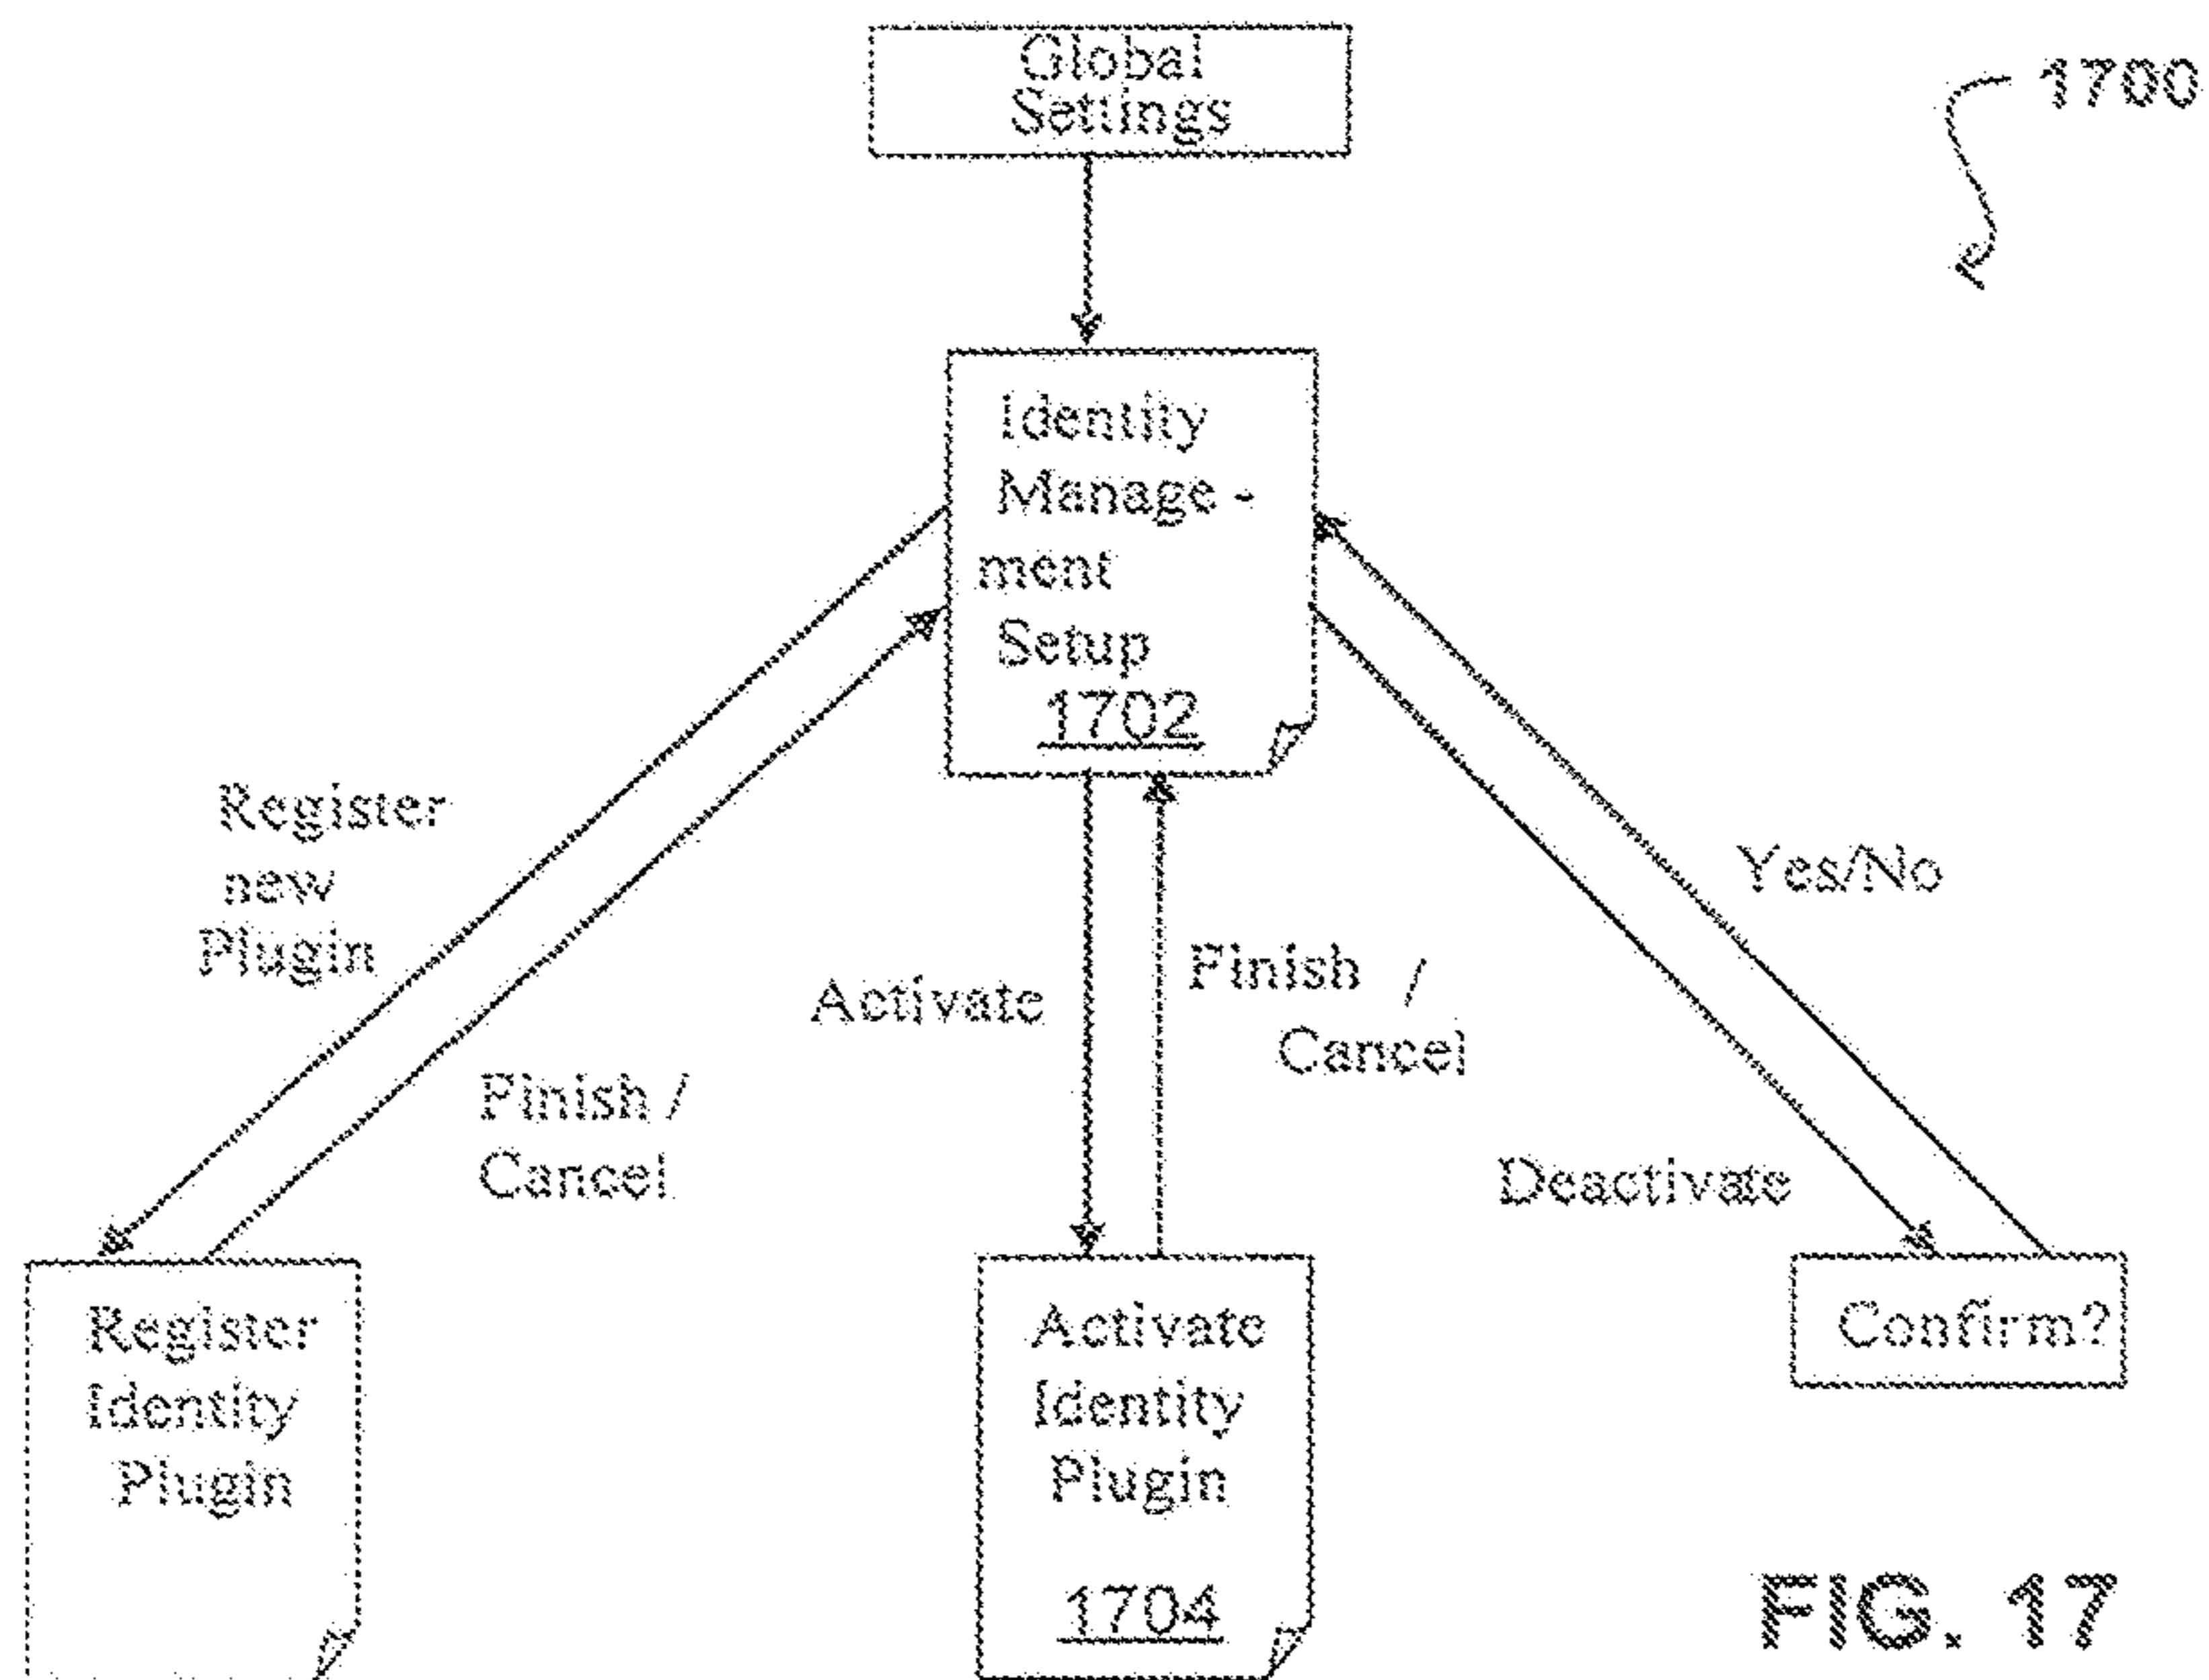 Global
Settings
1700
Identity
Manage -
ment
Setup
1702
Register
new
Plugin
Finish /
Cancel
Activate
Finish /
Cancel
Yes/No
Deactivate
Register
Identity
Plugin
Activate
Identity
Plugin
1704
Confirm?
FIG. 17